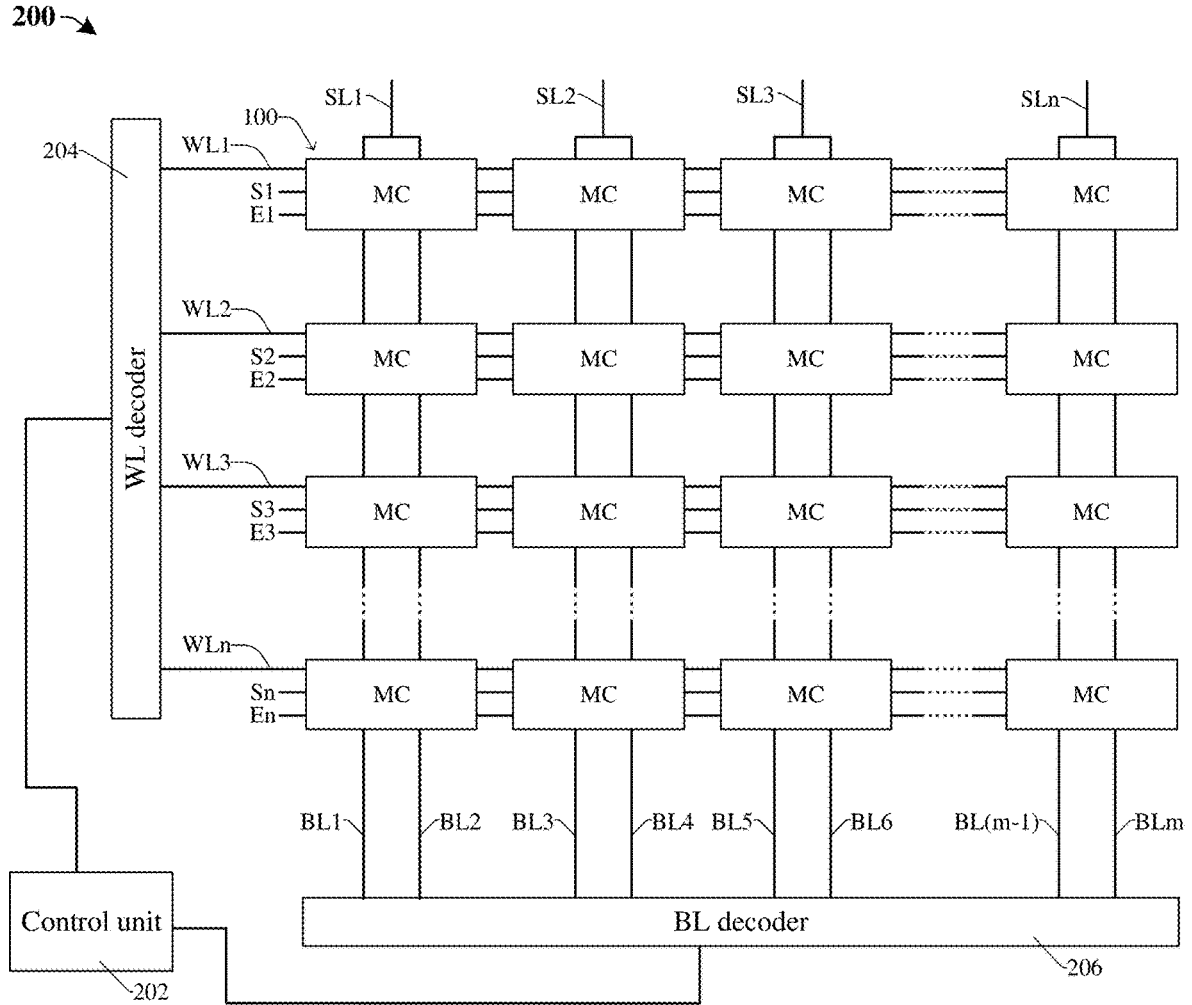 200
SL1
SL2
SL3
SLn
100
204
WL1
S1
E1
MC
MC
MC
MC
WL2
S2
E2
MC
MC
MC
MC
WL decoder
WL3
S3
E3
MC
MC
MC
MC
WLn
Sn
En
MC
MC
MC
MC
BL1
BL2
BL3
BL4
BL5
BL6
BL(m-1)
BLm
Control unit
BL decoder
202
206